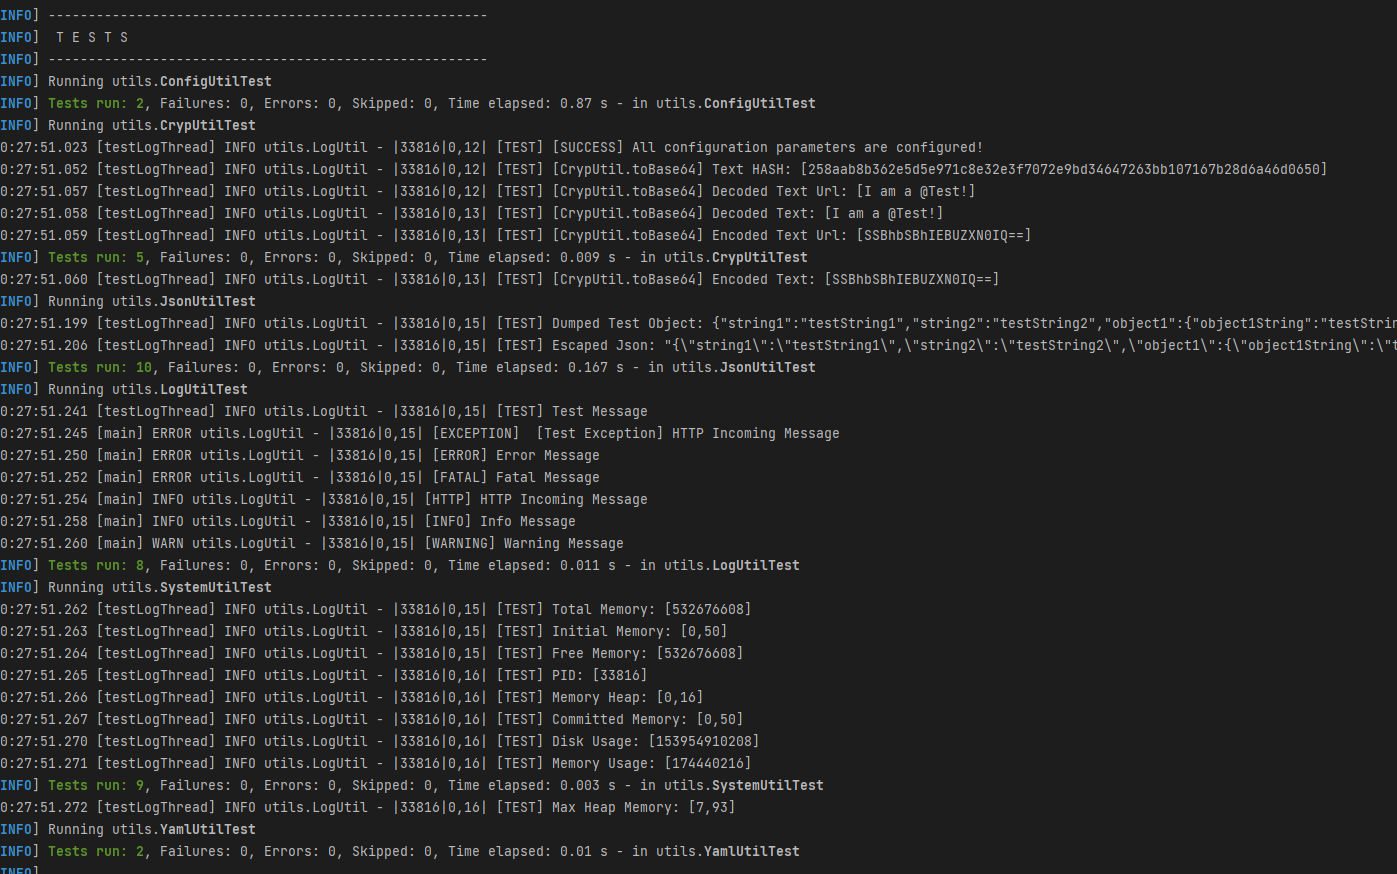 INFO] -------------------------------------------------------
INFO]  T E S T S
INFO] -------------------------------------------------------
INFO] Running utils.ConfigUtilTest
INFO] Tests run: 2, Failures: 0, Errors: 0, Skipped: 0, Time elapsed: 0.87 s - in utils.ConfigUtilTest
INFO] Running utils.CrypUtilTest
0:27:51.023 [testLogThread] INFO utils.LogUtil - |33816|0,12| [TEST] [SUCCESS] All configuration parameters are configured!
0:27:51.052 [testLogThread] INFO utils.LogUtil - |33816|0,12| [TEST] [CrypUtil.toBase64] Text HASH: [258aab8b362e5d5e971c8e32e3f7072e9bd34647263bb107167b28d6a46d0650]
0:27:51.057 [testLogThread] INFO utils.LogUtil - |33816|0,12| [TEST] [CrypUtil.toBase64] Decoded Text Url: [I am a @Test!]
0:27:51.058 [testLogThread] INFO utils.LogUtil - |33816|0,13| [TEST] [CrypUtil.toBase64] Decoded Text: [I am a @Test!]
0:27:51.059 [testLogThread] INFO utils.LogUtil - |33816|0,13| [TEST] [CrypUtil.toBase64] Encoded Text Url: [SSBhbSBhIEBUZXN0IQ==]
INFO] Tests run: 5, Failures: 0, Errors: 0, Skipped: 0, Time elapsed: 0.009 s - in utils.CrypUtilTest
0:27:51.060 [testLogThread] INFO utils.LogUtil - |33816|0,13| [TEST] [CrypUtil.toBase64] Encoded Text: [SSBhbSBhIEBUZXN0IQ==]
INFO] Running utils.JsonUtilTest
0:27:51.199 [testLogThread] INFO utils.LogUtil - |33816|0,15| [TEST] Dumped Test Object: {"string1":"testString1","string2":"testString2","object1":{"object1String":"testStrin
0:27:51.206 [testLogThread] INFO utils.LogUtil - |33816|0,15| [TEST] Escaped Json: "{\"string1\":\"testString1\",\"string2\":\"testString2\",\"object1\":{\"object1String\":\"t
INFO] Tests run: 10, Failures: 0, Errors: 0, Skipped: 0, Time elapsed: 0.167 s - in utils.JsonUtilTest
INFO] Running utils.LogUtilTest
0:27:51.241 [testLogThread] INFO utils.LogUtil - |33816|0,15| [TEST] Test Message
0:27:51.245 [main] ERROR utils.LogUtil - |33816|0,15| [EXCEPTION]  [Test Exception] HTTP Incoming Message
0:27:51.250 [main] ERROR utils.LogUtil - |33816|0,15| [ERROR] Error Message
0:27:51.252 [main] ERROR utils.LogUtil - |33816|0,15| [FATAL] Fatal Message
0:27:51.254 [main] INFO utils.LogUtil - |33816|0,15| [HTTP] HTTP Incoming Message
0:27:51.258 [main] INFO utils.LogUtil - |33816|0,15| [INFO] Info Message
0:27:51.260 [main] WARN utils.LogUtil - |33816|0,15| [WARNING] Warning Message
INFO] Tests run: 8, Failures: 0, Errors: 0, Skipped: 0, Time elapsed: 0.011 s - in utils.LogUtilTest
INFO] Running utils.SystemUtilTest
0:27:51.262 [testLogThread] INFO utils.LogUtil - |33816|0,15| [TEST] Total Memory: [532676608]
0:27:51.263 [testLogThread] INFO utils.LogUtil - |33816|0,15| [TEST] Initial Memory: [0,50]
0:27:51.264 [testLogThread] INFO utils.LogUtil - |33816|0,15| [TEST] Free Memory: [532676608]
0:27:51.265 [testLogThread] INFO utils.LogUtil - |33816|0,16| [TEST] PID: [33816]
0:27:51.266 [testLogThread] INFO utils.LogUtil - |33816|0,16| [TEST] Memory Heap: [0,16]
0:27:51.267 [testLogThread] INFO utils.LogUtil - |33816|0,16| [TEST] Committed Memory: [0,50]
0:27:51.270 [testLogThread] INFO utils.LogUtil - |33816|0,16| [TEST] Disk Usage: [153954910208]
0:27:51.271 [testLogThread] INFO utils.LogUtil - |33816|0,16| [TEST] Memory Usage: [174440216]
INFO] Tests run: 9, Failures: 0, Errors: 0, Skipped: 0, Time elapsed: 0.003 s - in utils.SystemUtilTest
0:27:51.272 [testLogThread] INFO utils.LogUtil - |33816|0,16| [TEST] Max Heap Memory: [7,93]
INFO] Running utils.YamlUtilTest
INFO] Tests run: 2, Failures: 0, Errors: 0, Skipped: 0, Time elapsed: 0.01 s - in utils.YamlUtilTest
INFO]